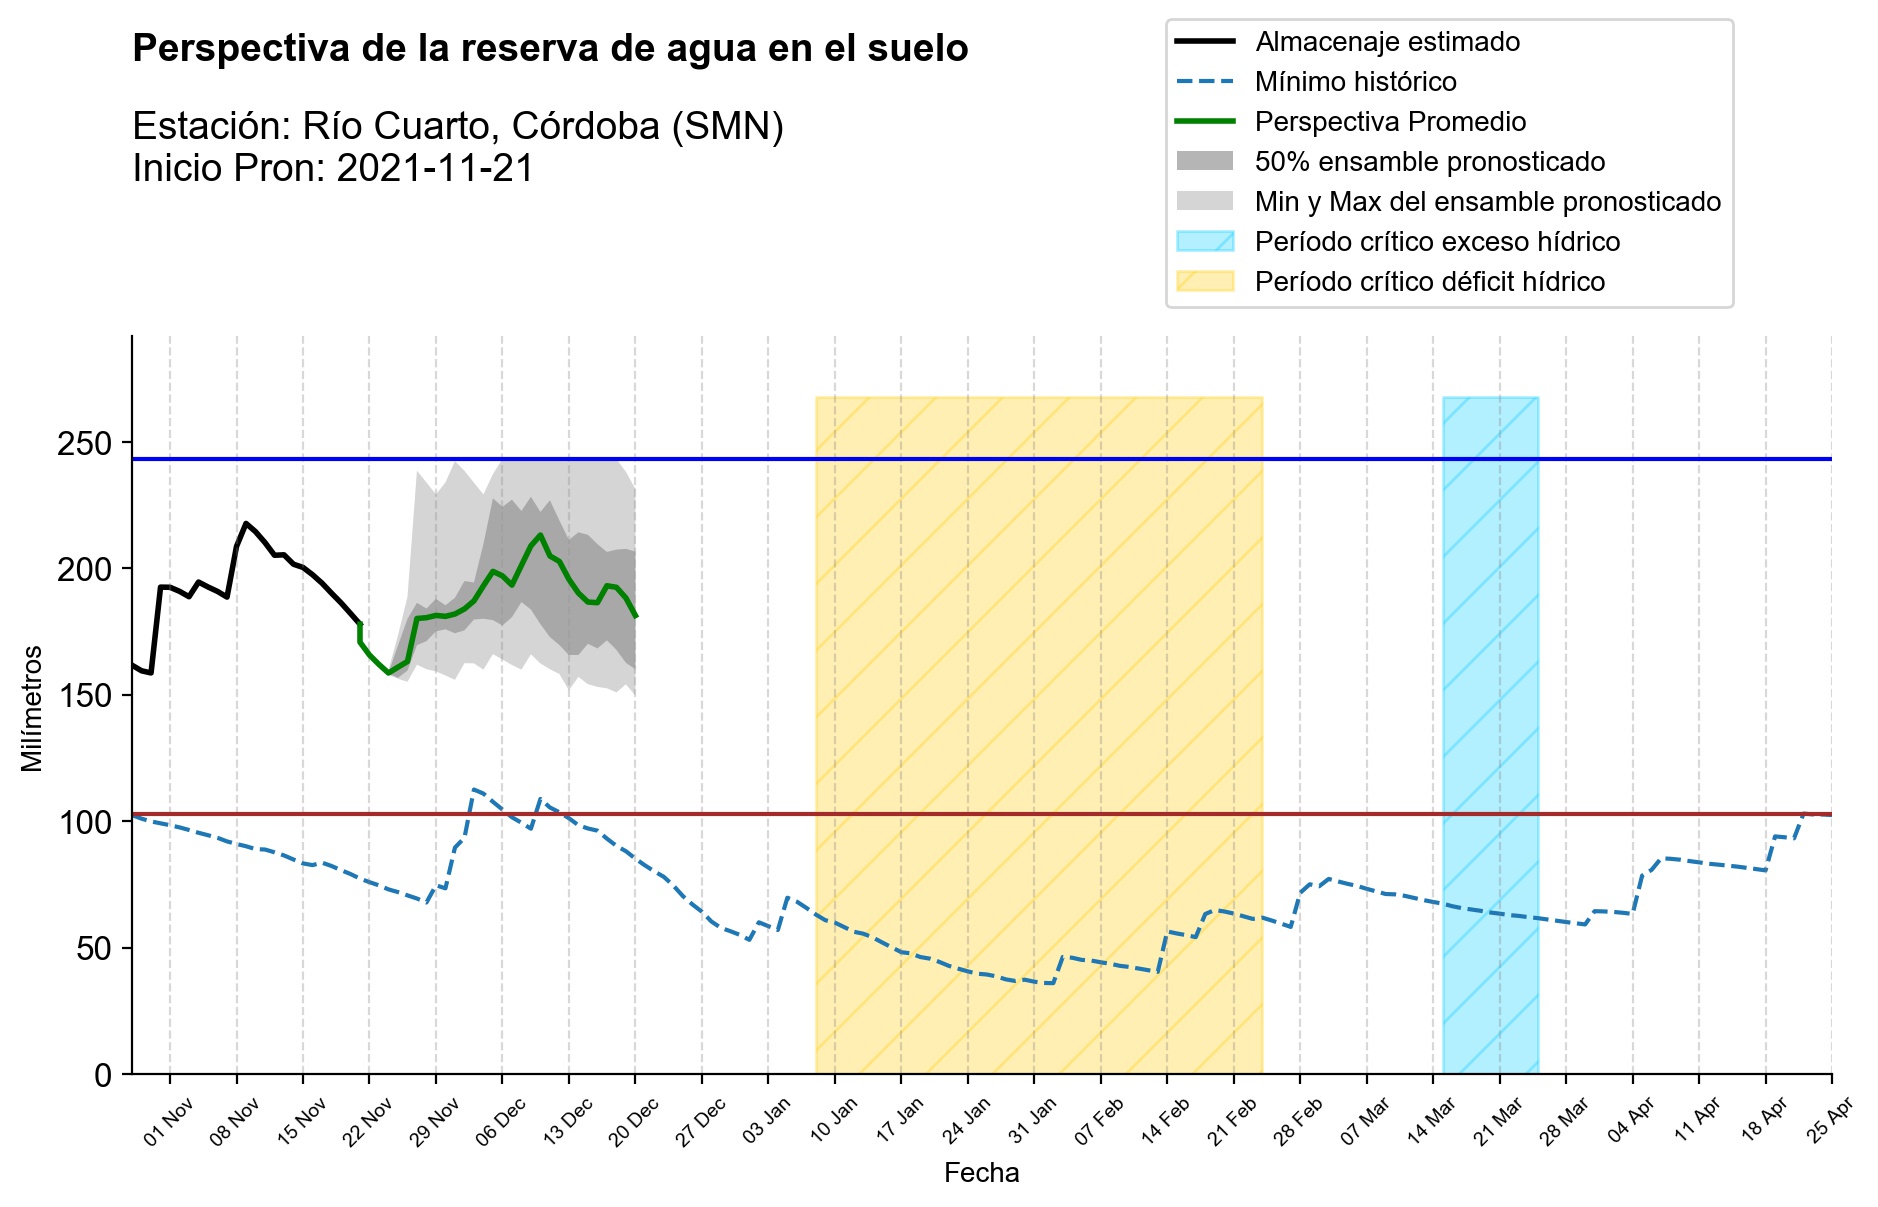 Perspectiva de la reserva de agua en el suelo
Estación: Río Cuarto, Córdoba (SMN)
Inicio Pron: 2021-11-21
Almacenaje estimado
Mínimo histórico
Perspectiva Promedio
50% ensamble pronosticado
Min y Max del ensamble pronosticado
Período crítico exceso hídrico
Período crítico déficit hídrico
Milímetros
250
200
150
100
50
0
01 Nov
08 Nov
15 Nov
22 Nov
29 Nov
06 Dec
13 Dec
20 Dec
27 Dec
03 Jan
10 Jan
17 Jan
24 Jan
31 Jan
07 Feb
14 Feb
21 Feb
28 Feb
07 Mar
14 Mar
21 Mar
28 Mar
04 Apr
11 Apr
18 Apr
25 Apr
Fecha